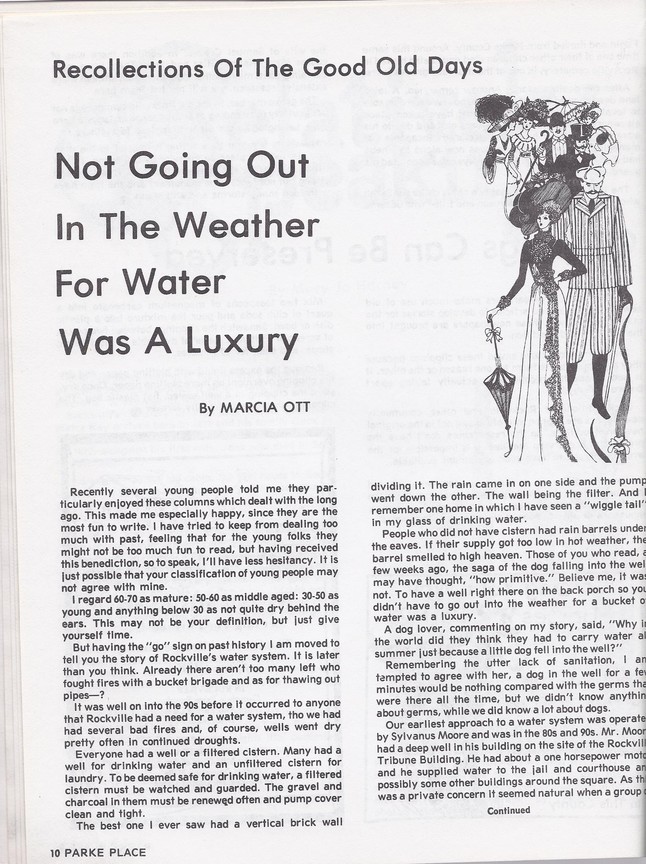 Recollections Of The Good Old Days
Not Going Out
In The Weather
For Water
Was A Luxury
By MARCIA OTT
Recently several young people told me they par-
ticularly enjoyed these columns which dealt with the long
ago. This made me especially happy, since they are the
most fun to write. I have tried to keep from dealing too
much with past, feeling that for the young folks they
might not be too much fun to read, but having received
this benediction, so to speak, I'll have less hesitancy. It is
just possible that your classification of young people may
not agree with mine.
I regard 60-70 as mature: 50-60 as middle aged: 30-50 as
young and anything below 30 as not quite dry behind the
ears. This may not be your definition, but just give
yourself time.
But having the "go" sign on past history I am moved to
tell you the story of Rockville's water system. It is later
than you think. Already there aren't too many left who
fought fires with a bucket brigade and as for thawing out
pipes—?
It was well on into the 90s before it occurred to anyone
that Rockville had a need for a water system, tho we had
had several bad fires and, of course, wells went dry
pretty often in continued droughts.
Everyone had a well or a filtered cistern. Many had a
well for drinking water and an unfiltered cistern for
laundry. To be deemed safe for drinking water, a filtered
cistern must be watched and guarded. The gravel and
charcoal in them must be renewed often and pump cover
clean and tight.
The best one I ever saw had a vertical brick wall
dividing it. The rain came in on one side and the pump
went down the other. The wall being the filter. And I
remember one home in which I have seen a "wiggle tail"
in my glass of drinking water.
People who did not have cistern had rain barrels under
the eaves. If their supply got too low in hot weather, the
barrel smelled to high heaven. Those of you who read, a
few weeks ago, the saga of the dog falling into the wel
may have thought, "how primitive." Believe me, it was
not. To have a well right there on the back porch so you
didn't have to go out into the weather for a bucket o
water was a luxury.
A dog lover, commenting on my story, said, "Why i
the world did they think they had to carry water al
summer just because a little dog fell into the well?"
Remembering the utter lack of sanitation, I am
tempted to agree with her, a dog in the well for a few
minutes would be nothing compared with the germs tha
were there all the time, but we didn't know anythin
about germs, while we did know a lot about dogs.
Our earliest approach to a water system was operate
by Sylvanus Moore and was in the 80s and 90s. Mr. Moor
had a deep well in his building on the site of the Rockvil
Tribune Building. He had about a one horsepower moto
and he supplied water to the jail and courthouse an
possibly some other buildings around the square. As th
was a private concern it seemed natural when a group o
Continued
10 PARKE PLACE